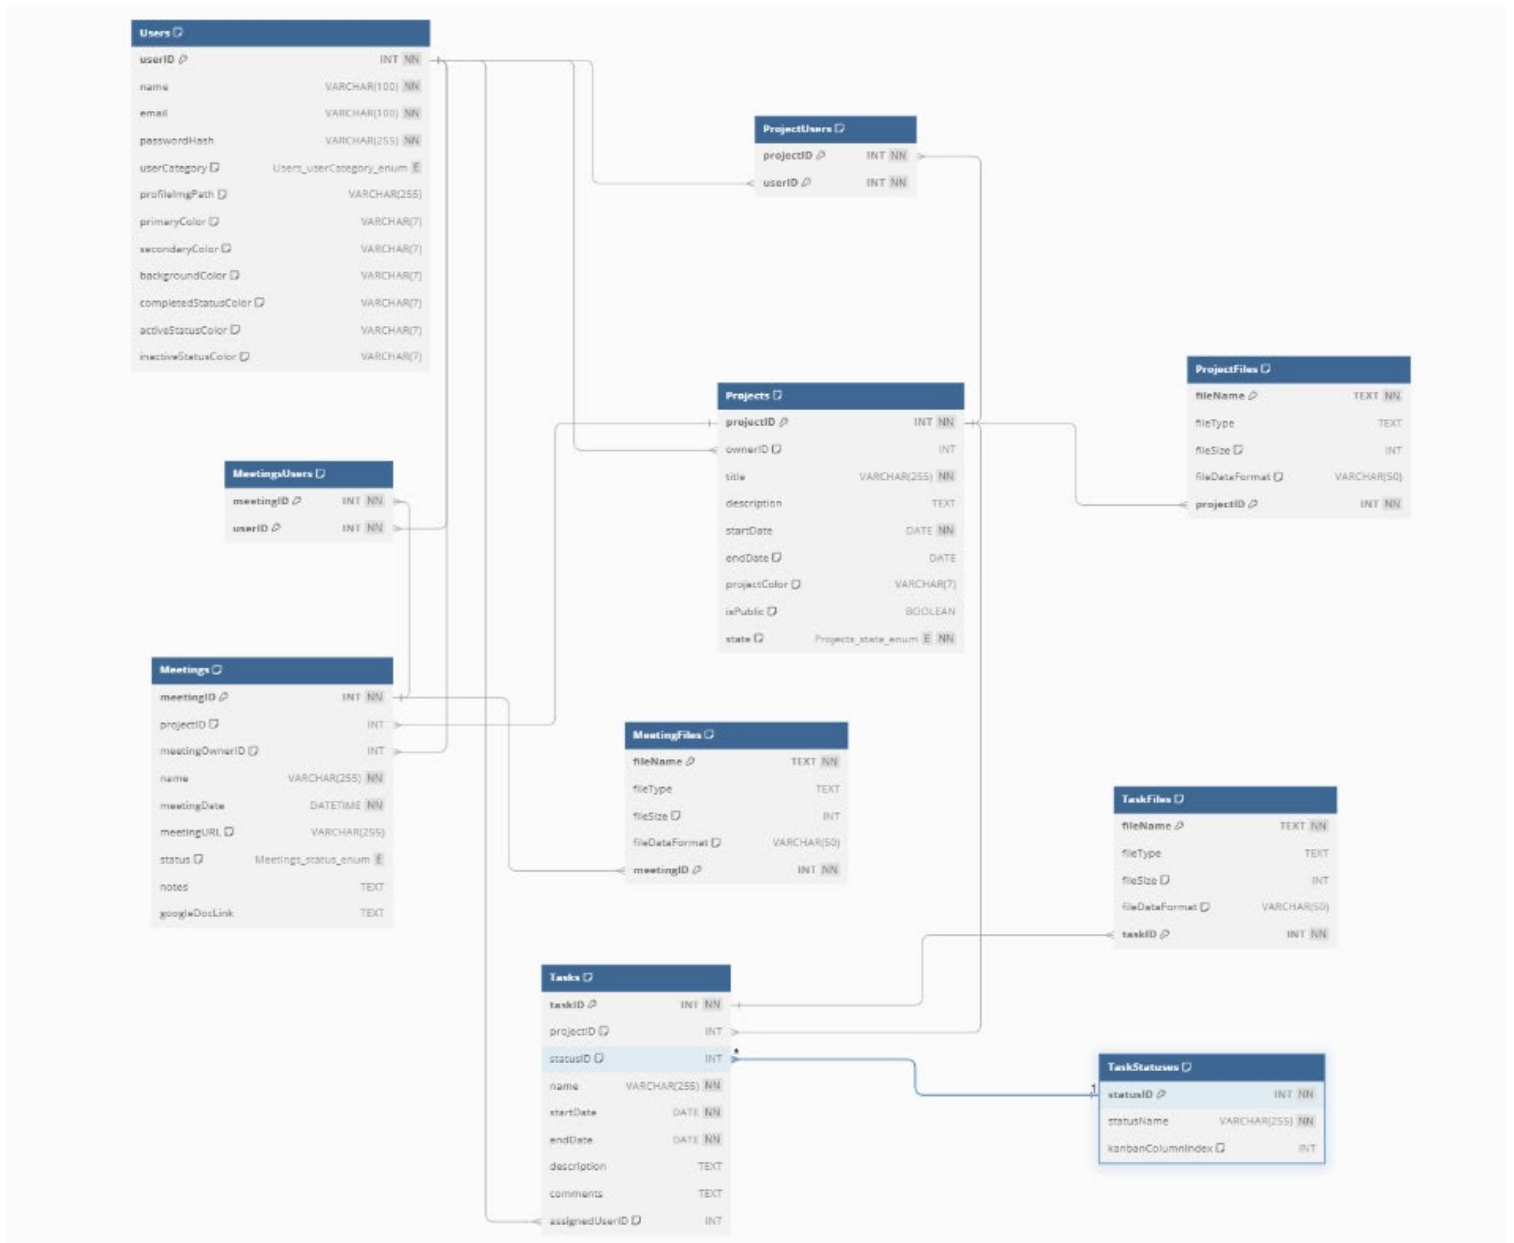 Users
userID INT NN
name VARCHAR(100) NN
email VARCHAR(100) NN
passwordHash VARCHAR(255) NN
userCategory Users_userCategory_enum E
profileImgPath VARCHAR(255)
primaryColor VARCHAR(7)
secondaryColor VARCHAR(7)
backgroundColor VARCHAR(7)
completedStatusColor VARCHAR(7)
activeStatusColor VARCHAR(7)
inactiveStatusColor VARCHAR(7)
ProjectUsers
projectID INT NN
userID INT NN
Projects
projectID INT NN
ownerID INT
title VARCHAR(255) NN
description TEXT
startDate DATE NN
endDate DATE
projectColor VARCHAR(7)
isPublic BOOLEAN
state Projects_state_enum E NN
ProjectFiles
fileName TEXT NN
fileType TEXT
fileSize INT
fileDataFormat VARCHAR(50)
projectID INT NN
MeetingsUsers
meetingID INT NN
userID INT NN
Meetings
meetingID INT NN
projectID INT
meetingOwnerID INT
name VARCHAR(255) NN
meetingDate DATETIME NN
meetingURL VARCHAR(255)
status Meetings_status_enum E
notes TEXT
googleDocLink TEXT
MeetingFiles
fileName TEXT NN
fileType TEXT
fileSize INT
fileDataFormat VARCHAR(50)
meetingID INT NN
TaskFiles
fileName TEXT NN
fileType TEXT
fileSize INT
fileDataFormat VARCHAR(50)
taskID INT NN
Tasks
taskID INT NN
projectID INT
statusID INT *
name VARCHAR(255) NN
startDate DATE NN
endDate DATE NN
description TEXT
comments TEXT
assignedUserID INT
TaskStatuses
1 statusID INT NN
statusName VARCHAR(255) NN
kanbanColumnIndex INT